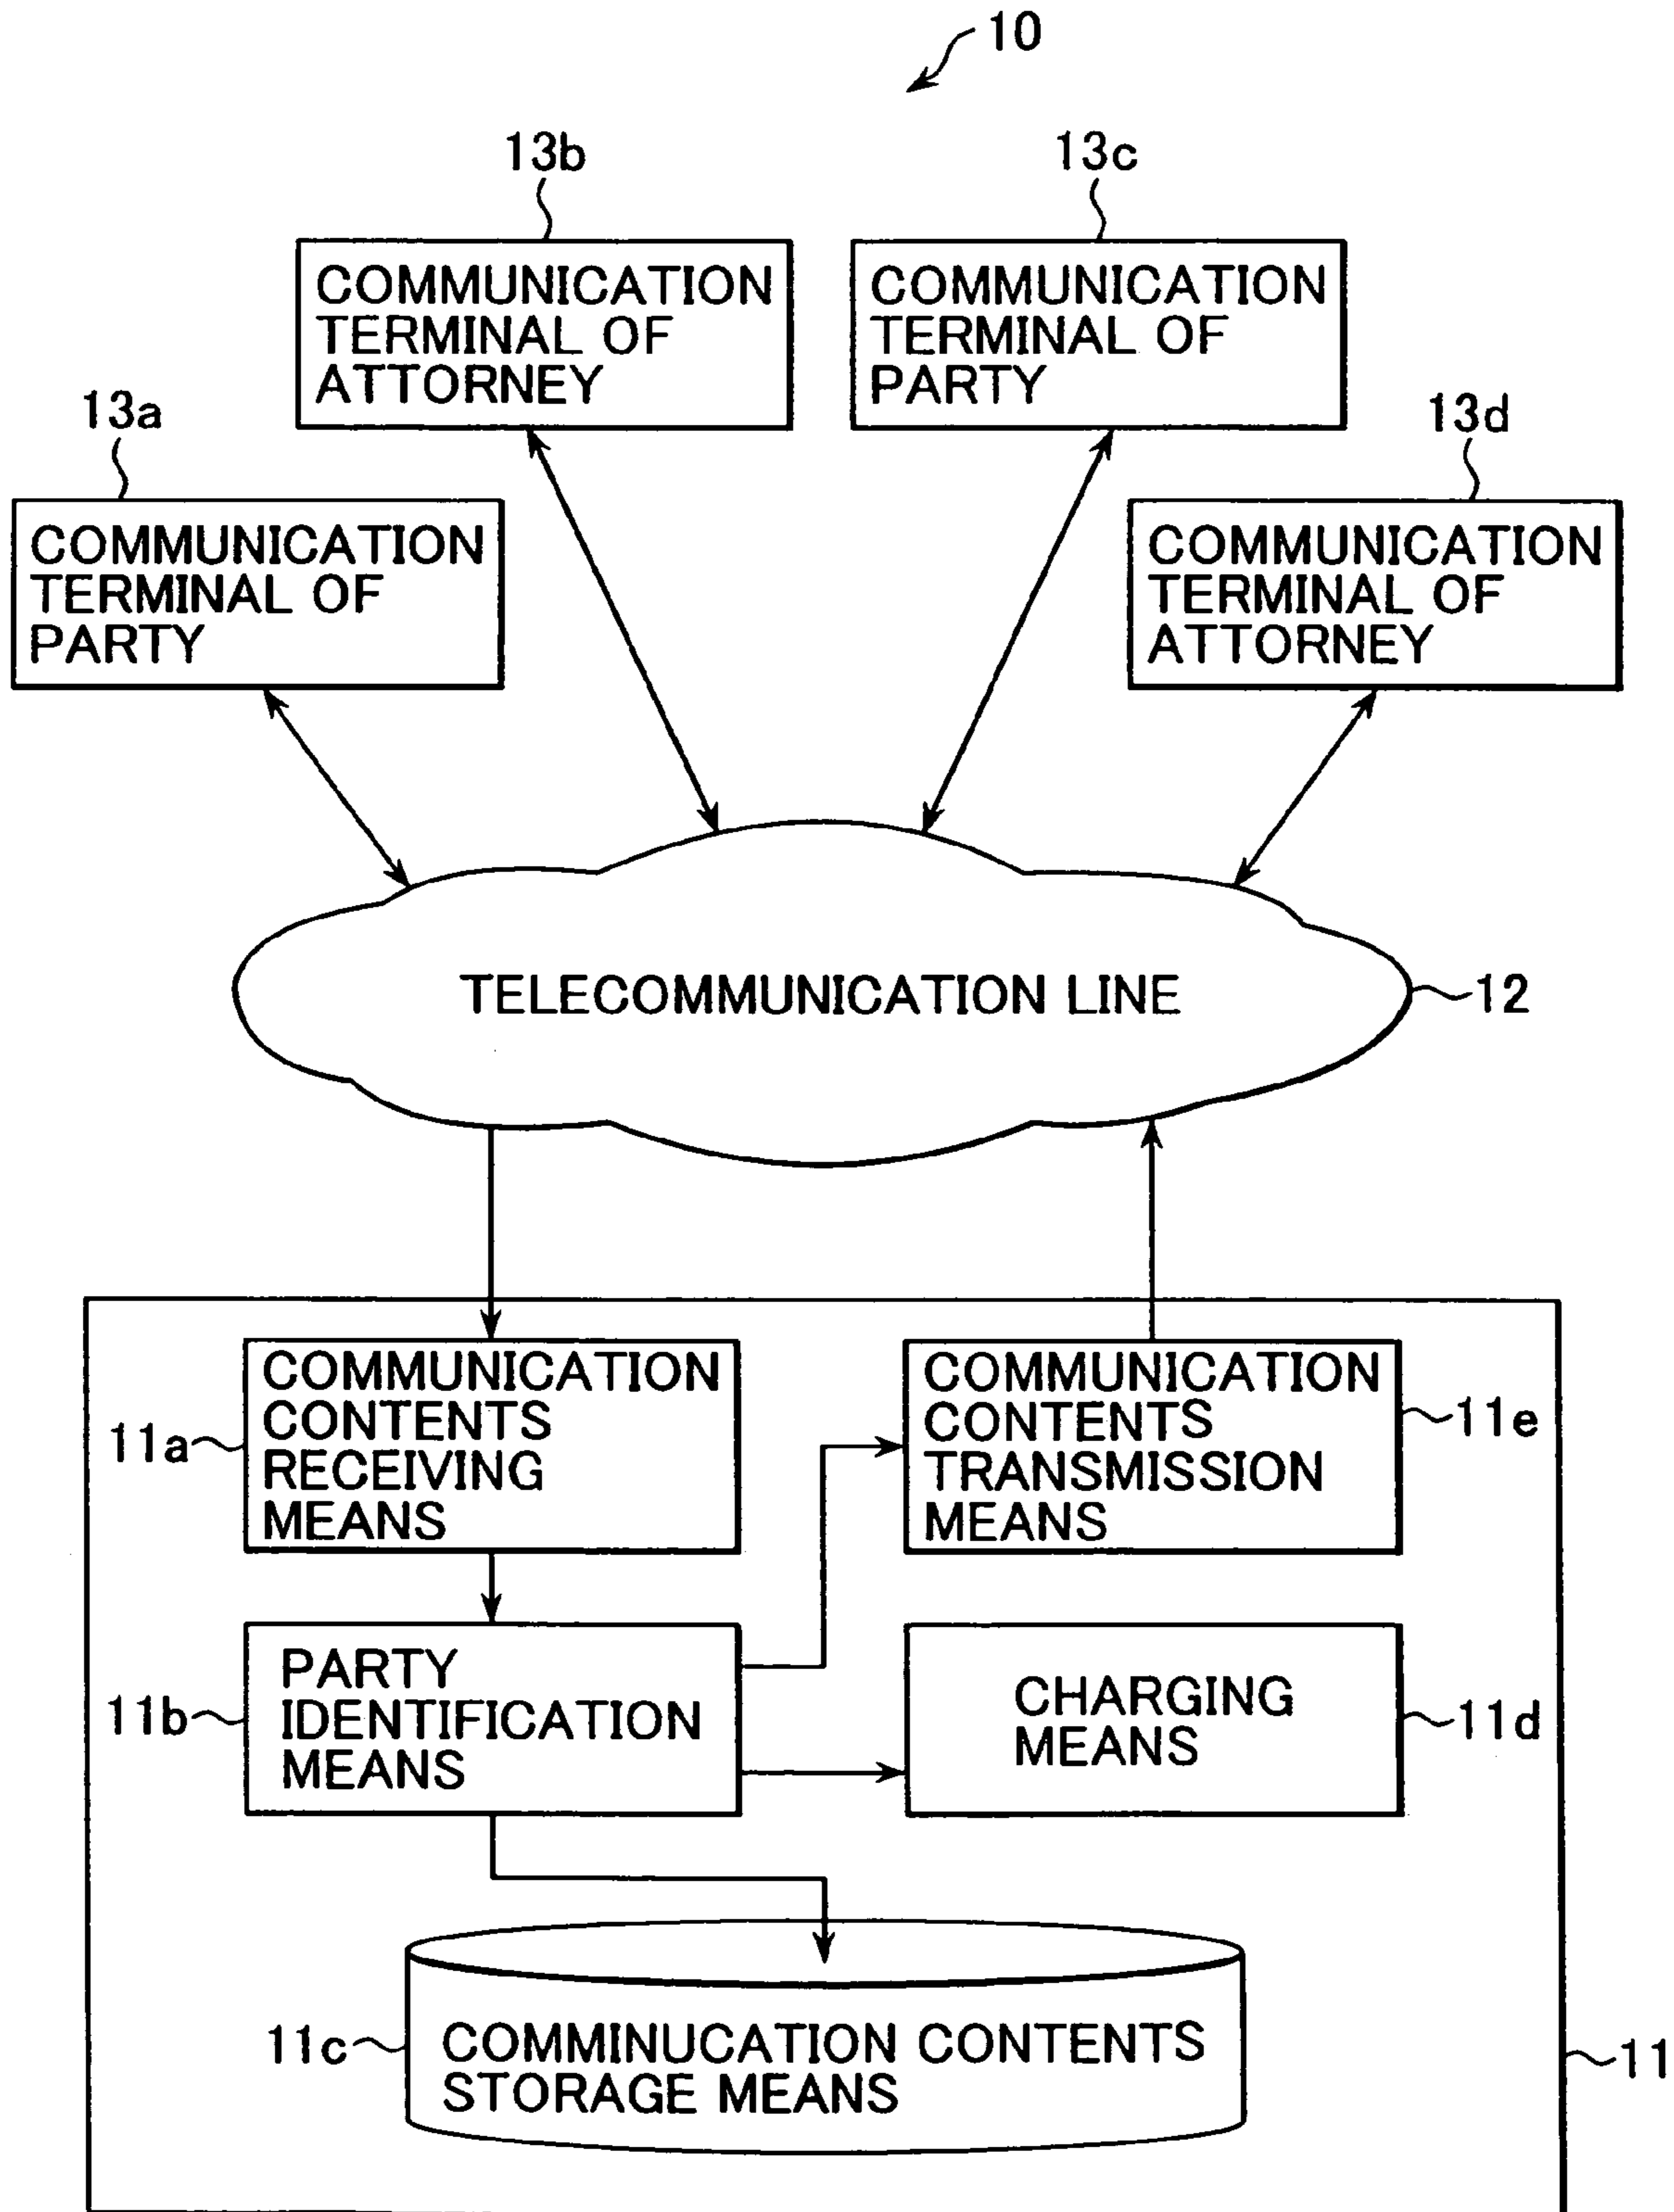 10
13b
13c
COMMUNICATION
TERMINAL OF
ATTORNEY
COMMUNICATION
TERMINAL OF
PARTY
13a
13d
COMMUNICATION
TERMINAL OF
PARTY
COMMUNICATION
TERMINAL OF
ATTORNEY
TELECOMMUNICATION LINE
12
COMMUNICATION
CONTENTS
RECEIVING
MEANS
11a
COMMUNICATION
CONTENTS
TRANSMISSION
MEANS
11e
PARTY
IDENTIFICATION
MEANS
11b
CHARGING
MEANS
11d
11c
COMMINUCATION CONTENTS
STORAGE MEANS
11